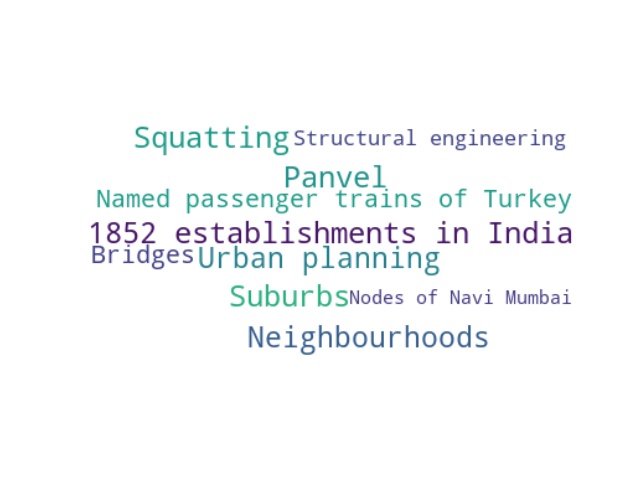 Squatting Structural engineering
Panvel
Named passenger trains of Turkey
1852 establishments in India
Bridges Urban planning
Suburbs Nodes of Navi Mumbai
Neighbourhoods